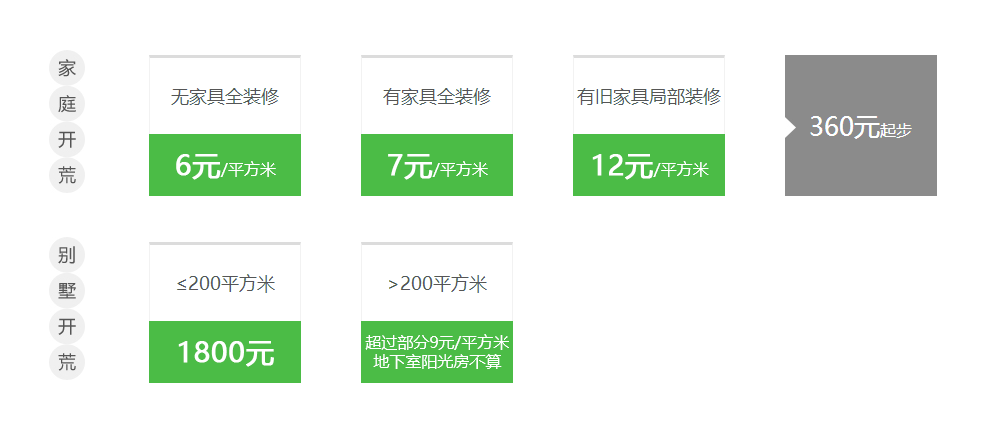 家庭开荒
无家具全装修
6元/平方米
有家具全装修
7元/平方米
有旧家具局部装修
12元/平方米
360元起步
别墅开荒
≤200平方米
1800元
>200平方米
超过部分9元/平方米
地下室阳光房不算